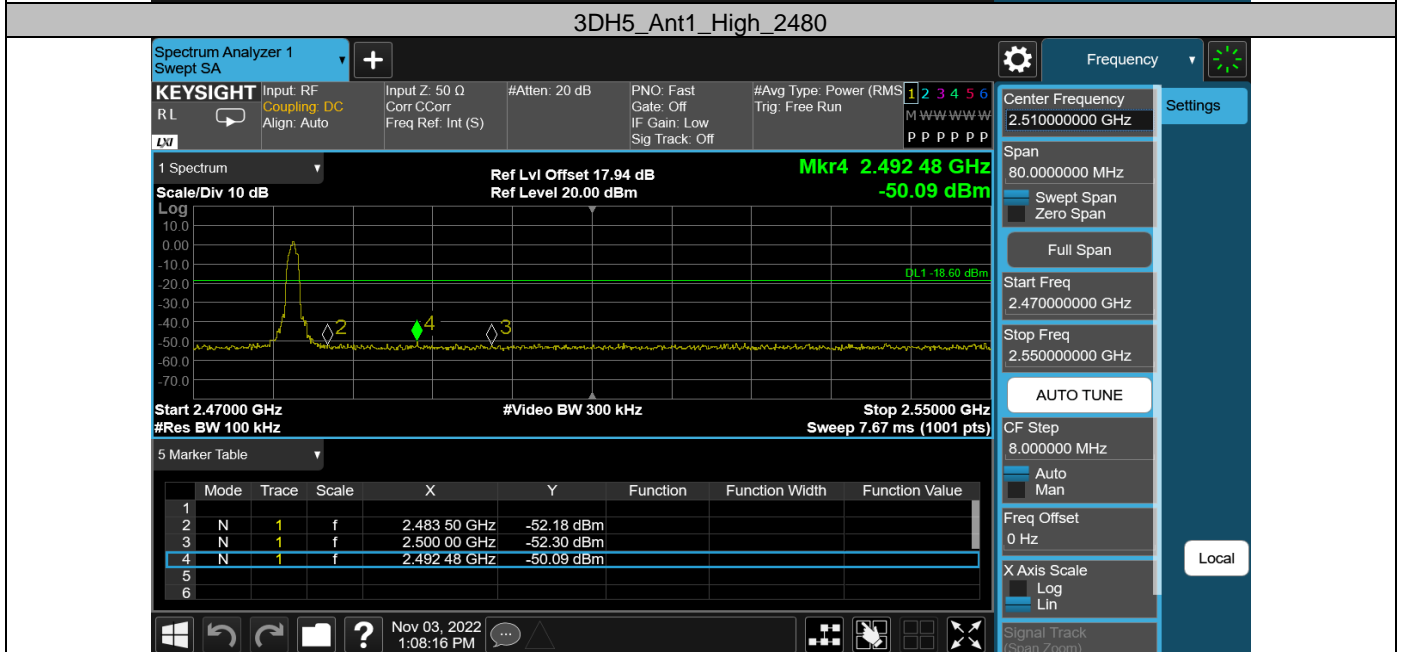 3DH5_Ant1_High_2480
Spectrum Analyzer 1
Swept SA
Frequency
KEYSIGHT
RL
LXI
Input: RF
Coupling: DC
Align: Auto
Input Z: 50 Ω
Corr CCorr
Freq Ref: Int (S)
#Atten: 20 dB
PNO: Fast
Gate: Off
IF Gain: Low
Sig Track: Off
#Avg Type: Power (RMS
Trig: Free Run
1 2 3 4 5 6
M W W W W W
P P P P P P
1 Spectrum
Scale/Div 10 dB
Ref Lvl Offset 17.94 dB
Ref Level 20.00 dBm
Mkr4 2.492 48 GHz
-50.09 dBm
Log
10.0
0.00
-10.0
-20.0
-30.0
-40.0
-50.0
-60.0
-70.0
DL1 -18.60 dBm
2
4
3
Start 2.47000 GHz
#Res BW 100 kHz
#Video BW 300 kHz
Stop 2.55000 GHz
Sweep 7.67 ms (1001 pts)
5 Marker Table
Mode Trace Scale X Y Function Function Width Function Value
1
2 N 1 f 2.483 50 GHz -52.18 dBm
3 N 1 f 2.500 00 GHz -52.30 dBm
4 N 1 f 2.492 48 GHz -50.09 dBm
5
6
Center Frequency
2.510000000 GHz
Settings
Span
80.0000000 MHz
Swept Span
Zero Span
Full Span
Start Freq
2.470000000 GHz
Stop Freq
2.550000000 GHz
AUTO TUNE
CF Step
8.000000 MHz
Auto
Man
Freq Offset
0 Hz
X Axis Scale
Log
Lin
Signal Track
(Span Zoom)
Local
?
Nov 03, 2022
1:08:16 PM